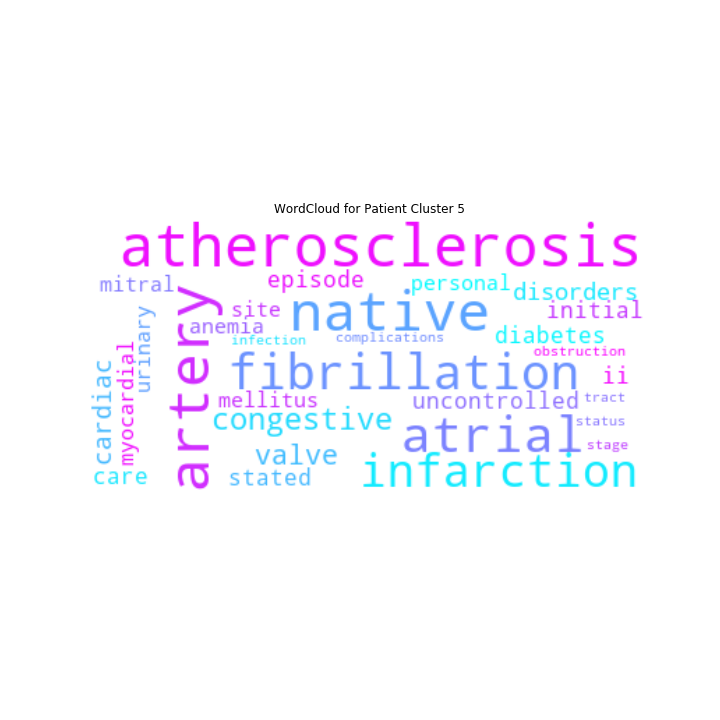 WordCloud for Patient Cluster 5
atherosclerosis
mitral
episode
personal
disorders
artery
site
native
initial
anemia
urinary
infection
complications
diabetes
obstruction
cardiac
myocardial
fibrillation
ii
mellitus
uncontrolled
tract
congestive
atrial
status
stage
valve
care
stated
infarction